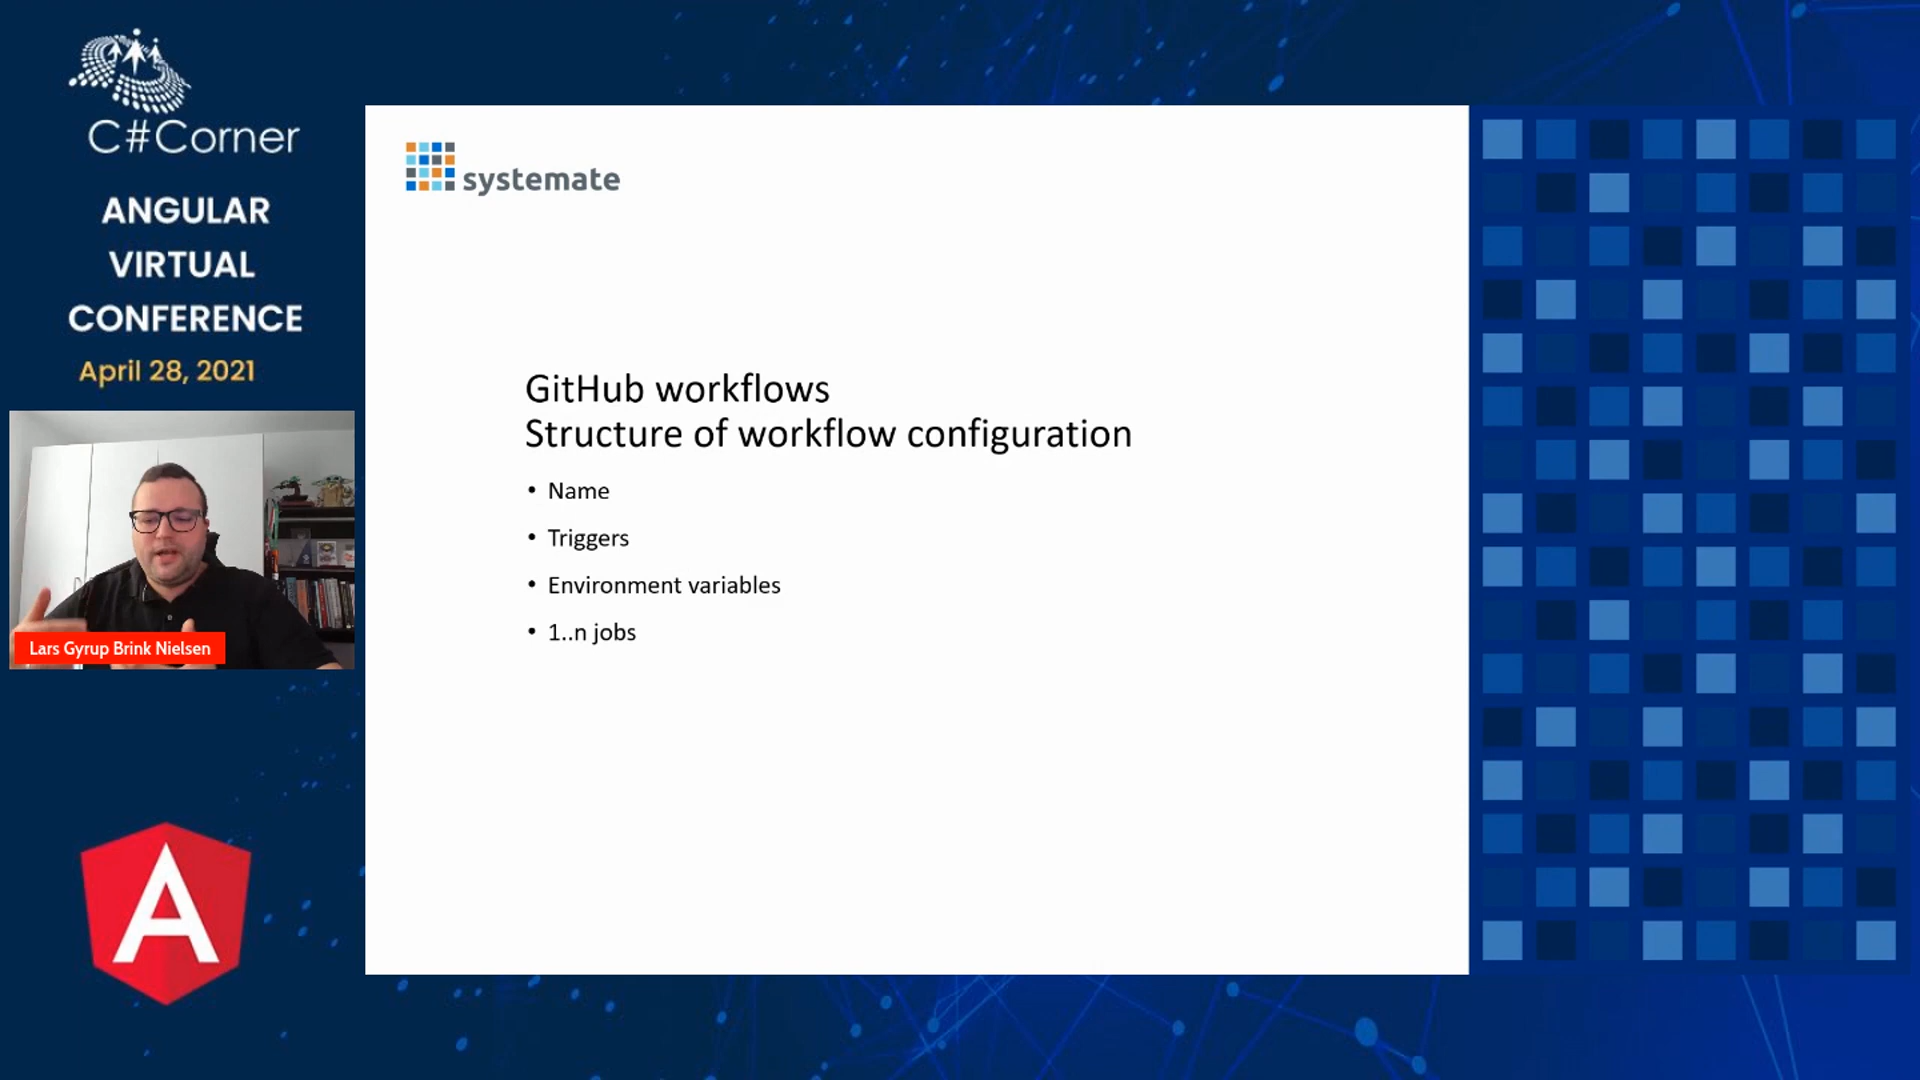 C#Corner
ANGULAR
VIRTUAL
CONFERENCE
April 28, 2021
Lars Gyrup Brink Nielsen
A
systemate
GitHub workflows
Structure of workflow configuration
• Name
• Triggers
• Environment variables
• 1..n jobs